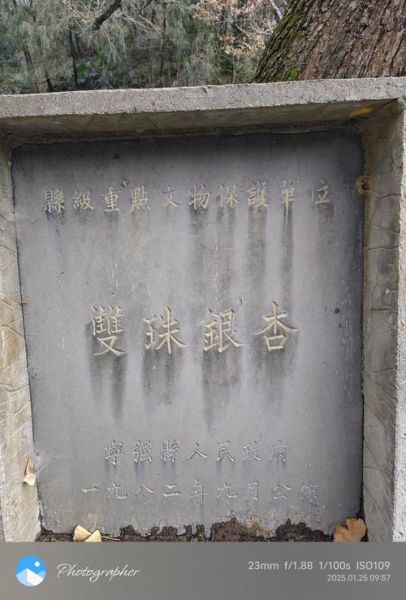 縣級重點文物保護單位
雙珠銀杏
寧强縣人民政府
一九八二年九月公佈
Photographer
23mm f/1.88 1/100s ISO109
2025.01.25 09:57